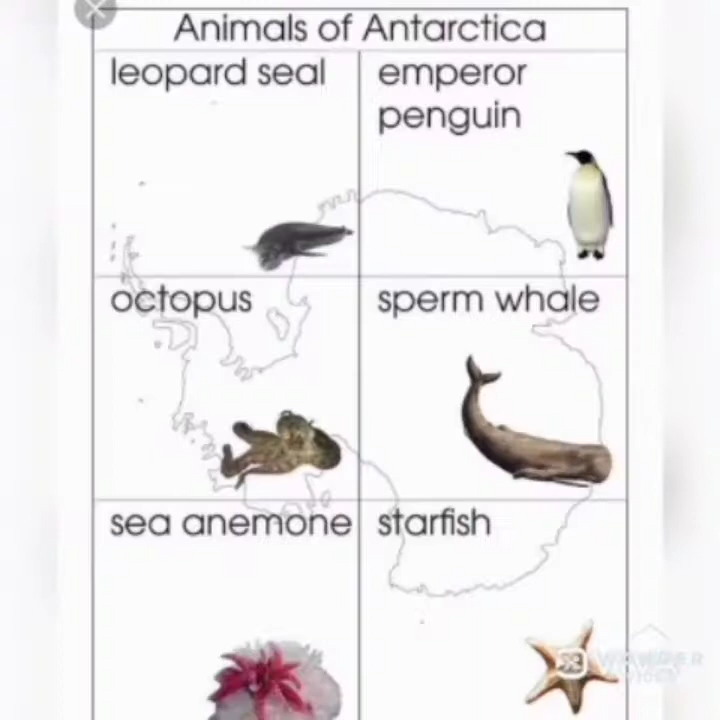 Animals of Antarctica
leopard seal
emperor
penguin
octopus
sperm whale
sea anemone
starfish